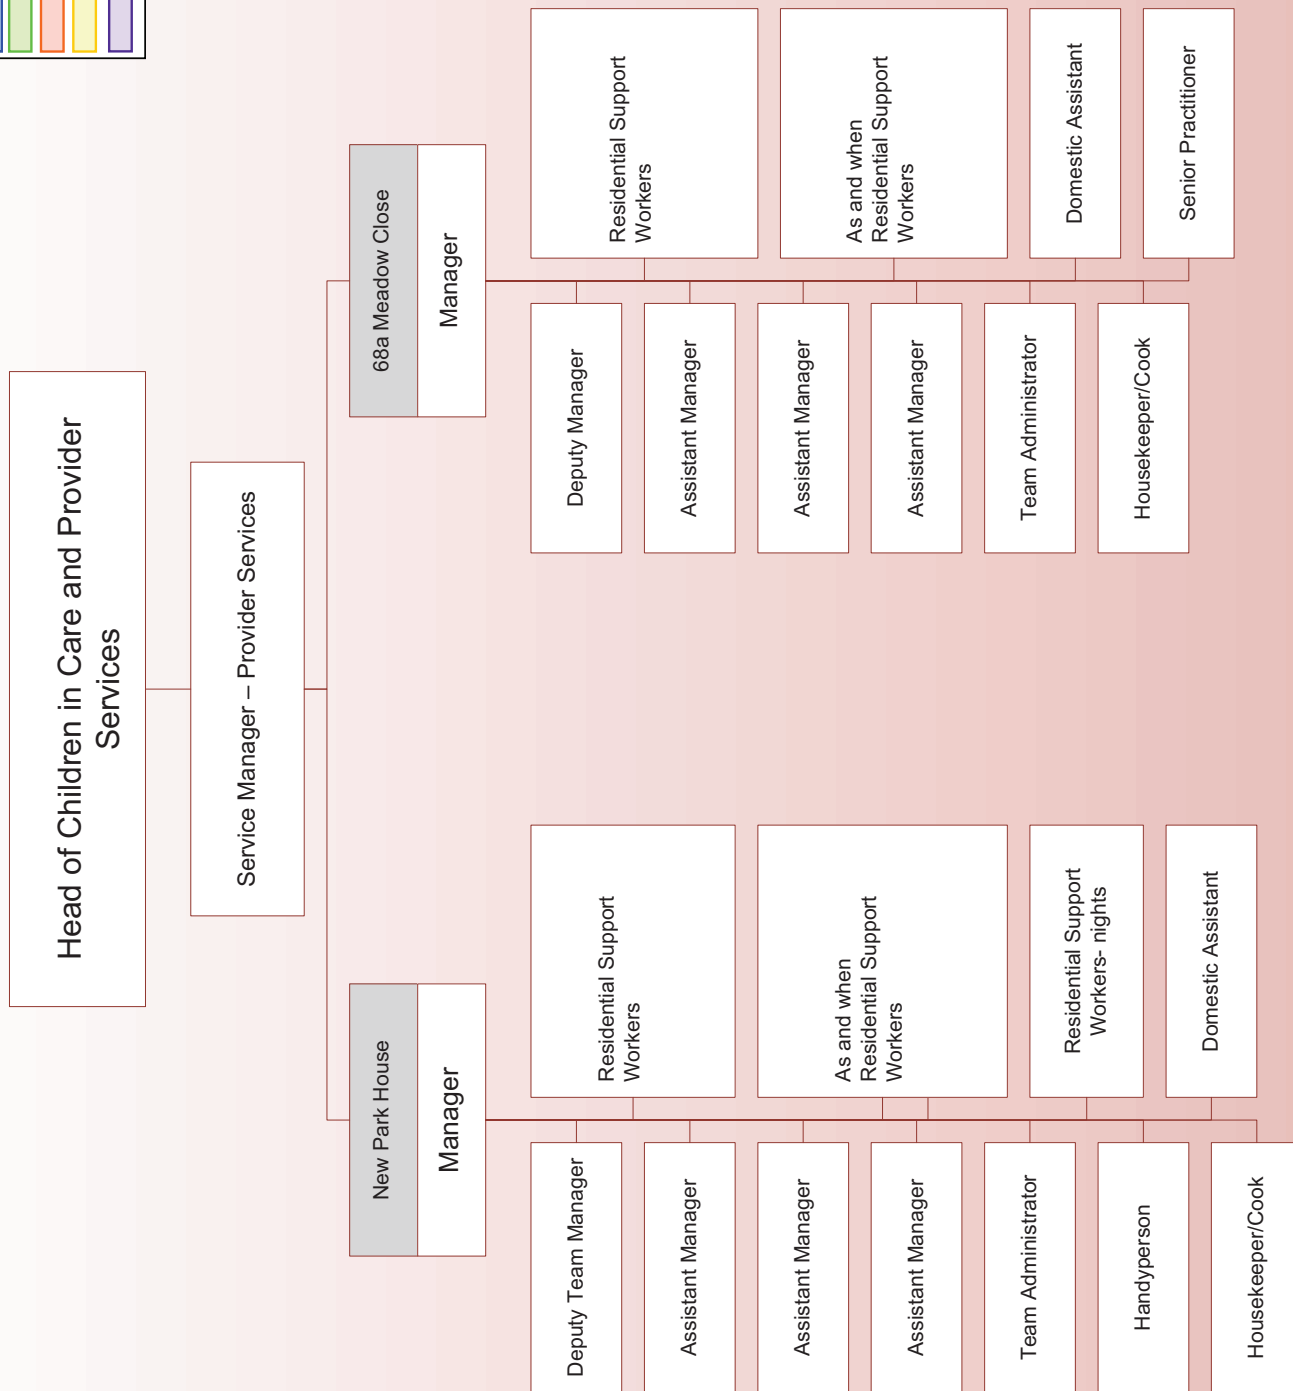 Head of Children in Care and Provider
Services
Service Manager – Provider Services
New Park House
Manager
Deputy Team Manager
Assistant Manager
Assistant Manager
Assistant Manager
Team Administrator
Handyperson
Housekeeper/Cook
Residential Support
Workers
As and when
Residential Support
Workers
Residential Support
Workers- nights
Domestic Assistant
68a Meadow Close
Manager
Deputy Manager
Assistant Manager
Assistant Manager
Assistant Manager
Team Administrator
Housekeeper/Cook
Residential Support
Workers
As and when
Residential Support
Workers
Domestic Assistant
Senior Practitioner